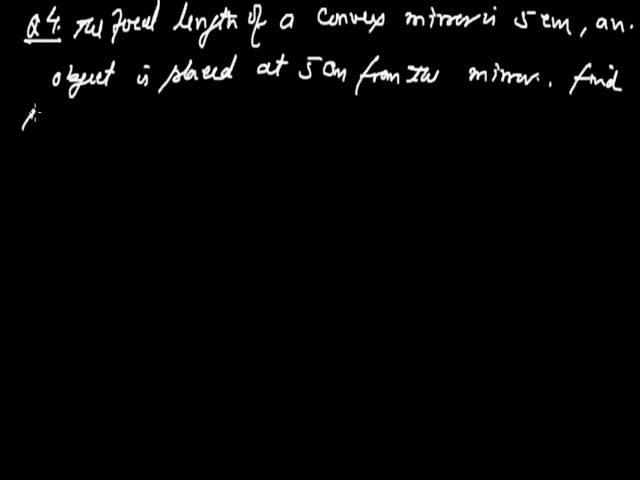 Q 4. The focal length of a convex mirror is 5 cm, an
object is placed at 5 cm from the mirror. find